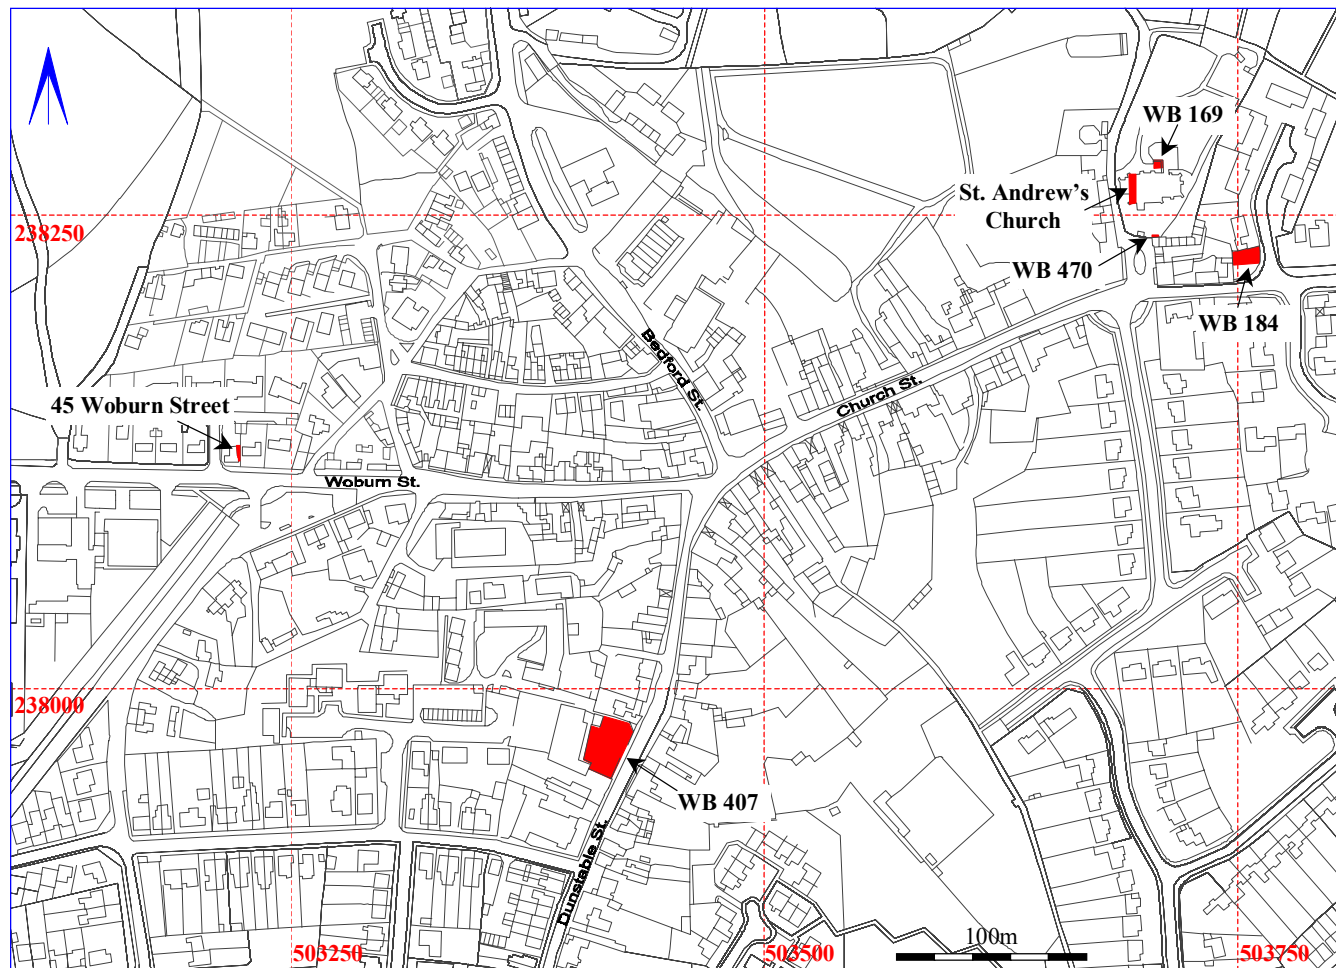 WB 169
St. Andrew's
Church
238250
WB 470
WB 184
Bedford St.
Church St.
45 Woburn Street
Woburn St.
238000
WB 407
Dunstable St.
100m
503250
503500
503750